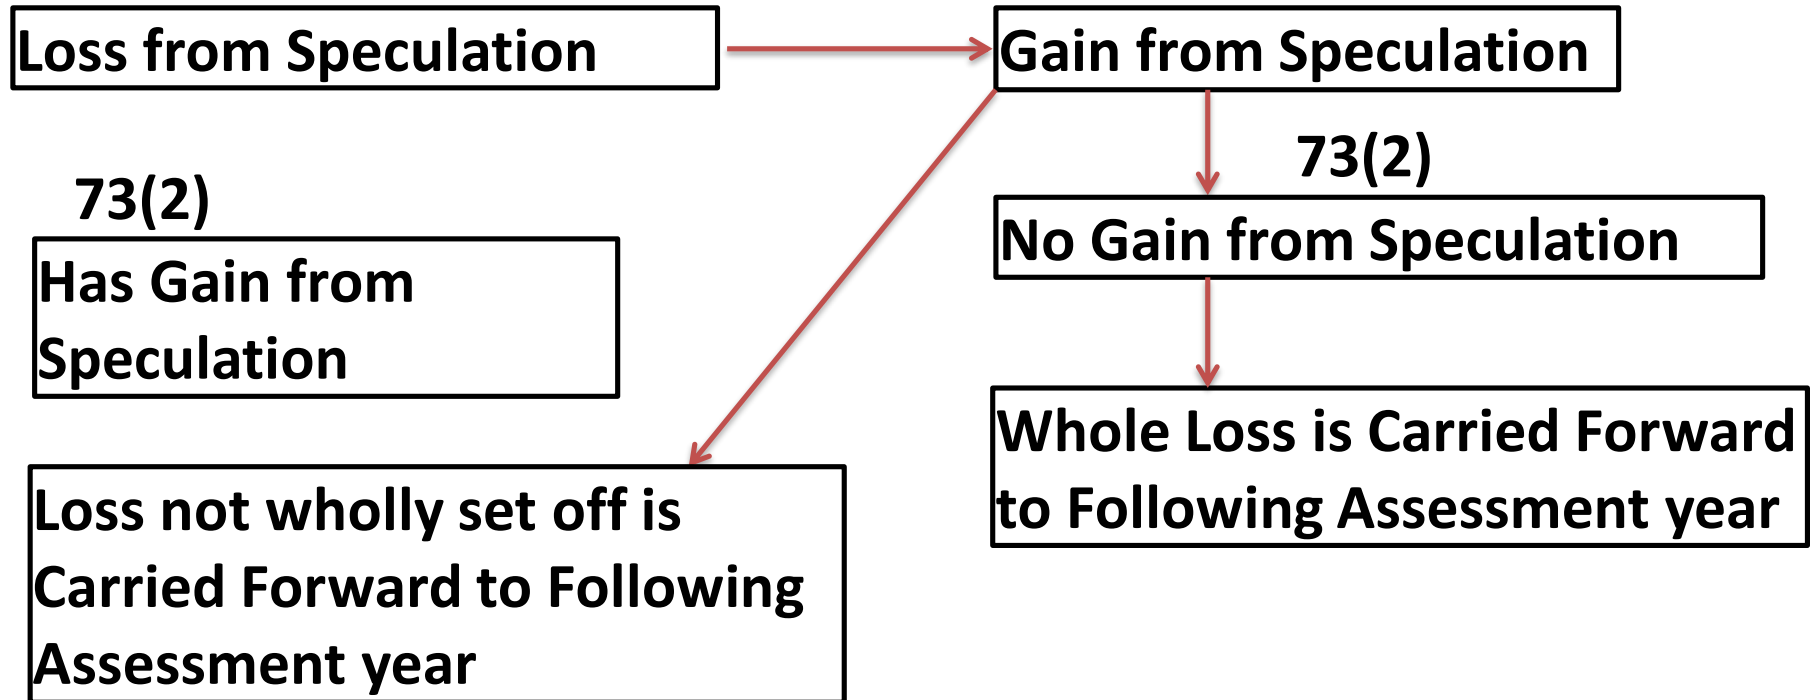 Loss from Speculation
Gain from Speculation
73(2)
73(2)
No Gain from Speculation
Has Gain from
Speculation
Whole Loss is Carried Forward
to Following Assessment year
Loss not wholly set off is
Carried Forward to Following
Assessment year